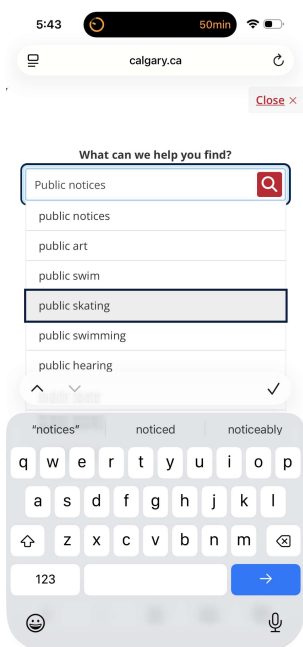 5:43
50min
calgary.ca
Close ×
What can we help you find?
Public notices
public notices
public art
public swim
public skating
public swimming
public hearing
“notices” noticed noticeably
q w e r t y u i o p
a s d f g h j k l
z x c v b n m
123